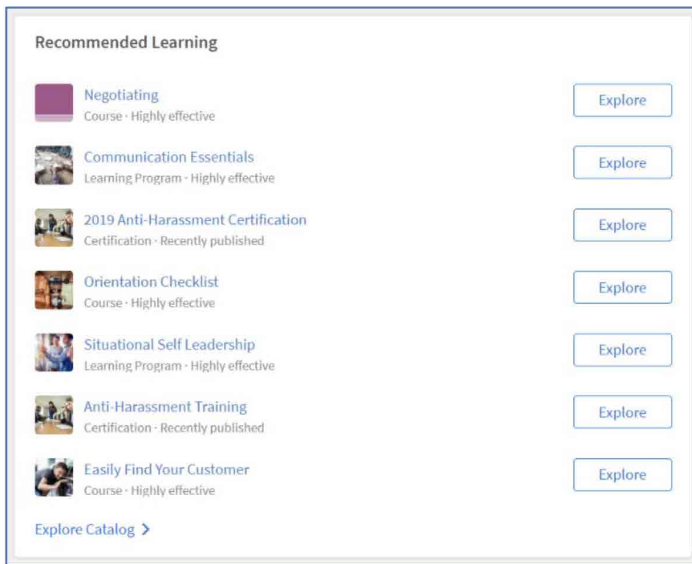 Recommended Learning
Negotiating
Explore
Course · Highly effective
Communication Essentials
Explore
Learning Program · Highly effective
2019 Anti-Harassment Certification
Explore
Certification · Recently published
Orientation Checklist
Explore
Course · Highly effective
Situational Self Leadership
Explore
Learning Program · Highly effective
Anti-Harassment Training
Explore
Certification · Recently published
Easily Find Your Customer
Explore
Course · Highly effective
Explore Catalog >